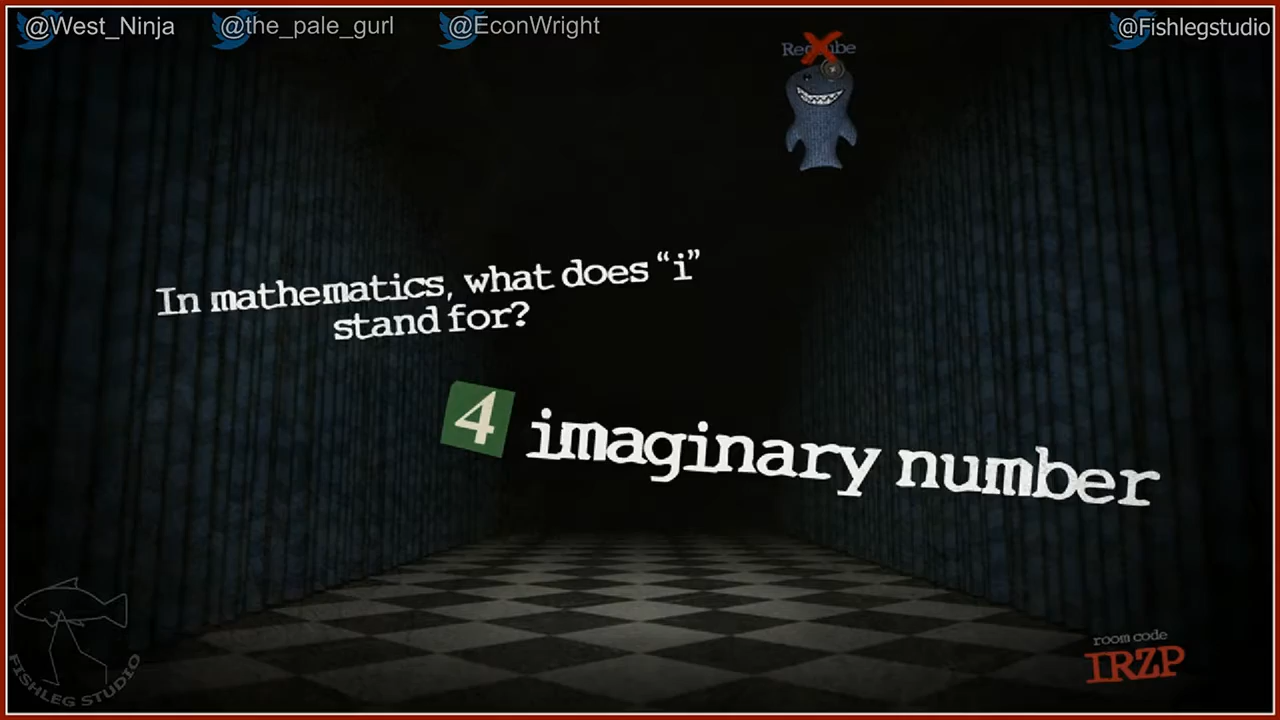 @West_Ninja @the_pale_gurl @EconWright @Fishlegstudio
In mathematics, what does “i”
stand for?
4 imaginary number
room code
IRZP
FISHLEG STUDIO